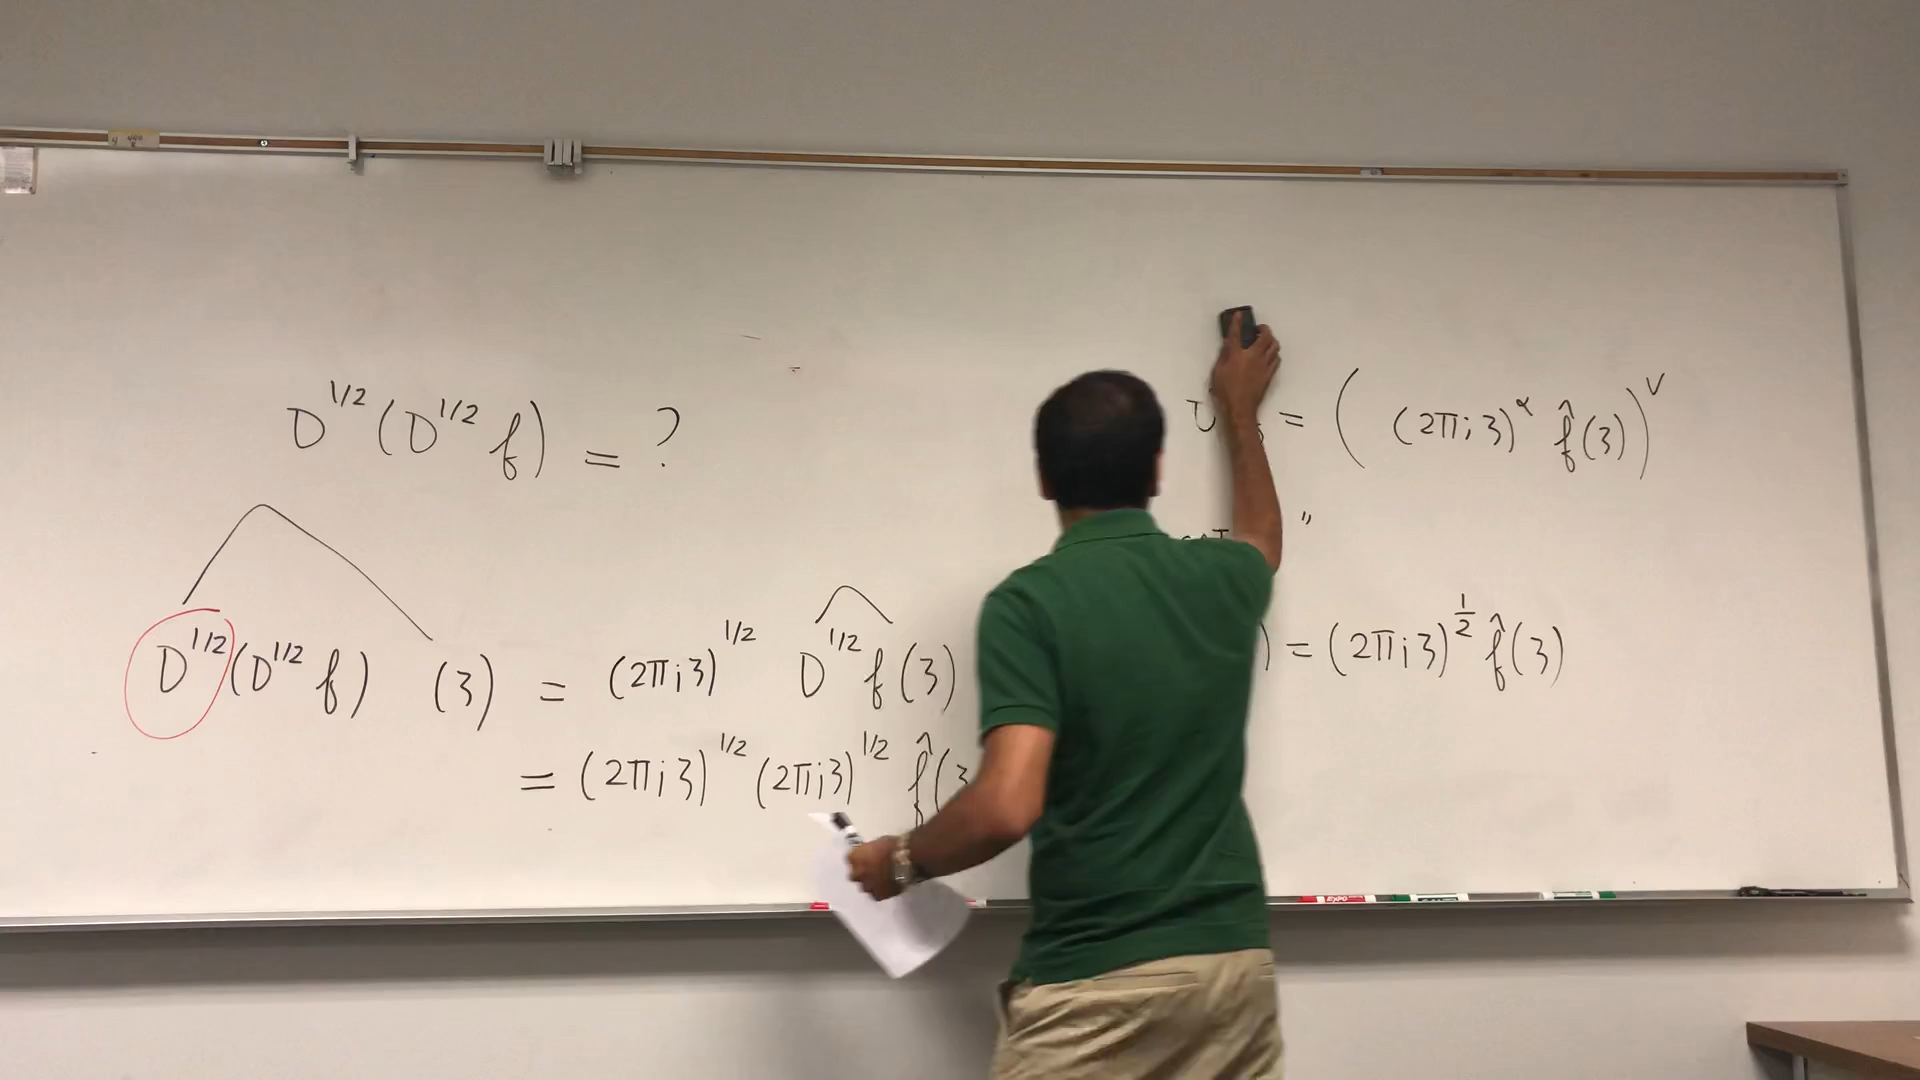 D^{1/2}(D^{1/2} f) = ?
= ( (2πiξ)^α f̂(ξ) )^∨
"
D^{1/2}(D^{1/2} f) (ξ) = (2πiξ)^{1/2} D^{1/2} f(ξ)
) = (2πiξ)^{1/2} f̂(ξ)
= (2πiξ)^{1/2} (2πiξ)^{1/2} f̂(ξ
EXPO